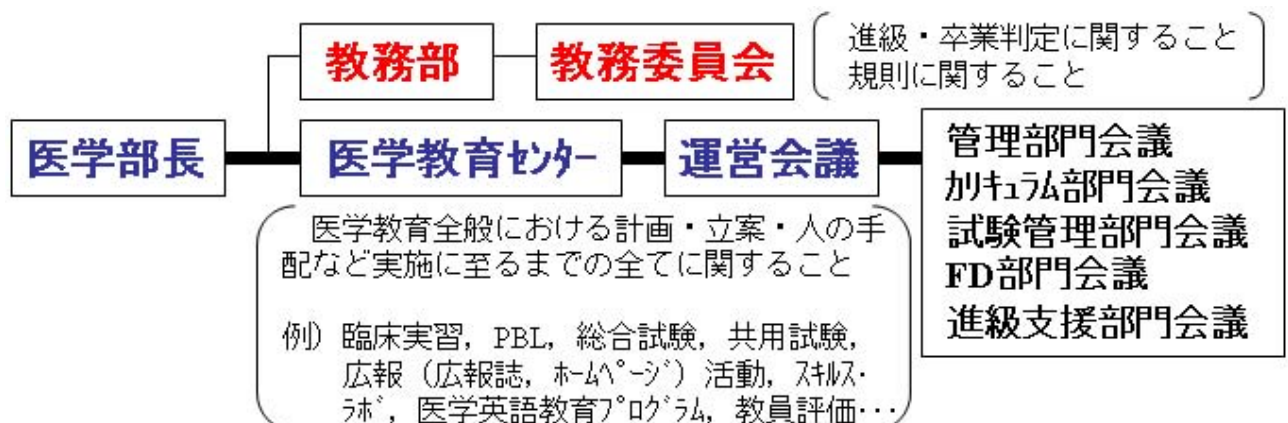 教務部
教務委員会
進級・卒業判定に関すること
規則に関すること
医学部長
医学教育ｾﾝﾀｰ
運営会議
管理部門会議
ｶﾘｷｭﾗﾑ部門会議
試験管理部門会議
FD部門会議
進級支援部門会議
医学教育全般における計画・立案・人の手
配など実施に至るまでの全てに関すること
例）臨床実習，PBL，総合試験，共用試験，
広報（広報誌，ﾎｰﾑﾍﾟｰｼﾞ）活動，ｽｷﾙｽ・
ﾗﾎﾞ，医学英語教育ﾌﾟﾛｸﾞﾗﾑ，教員評価・・・